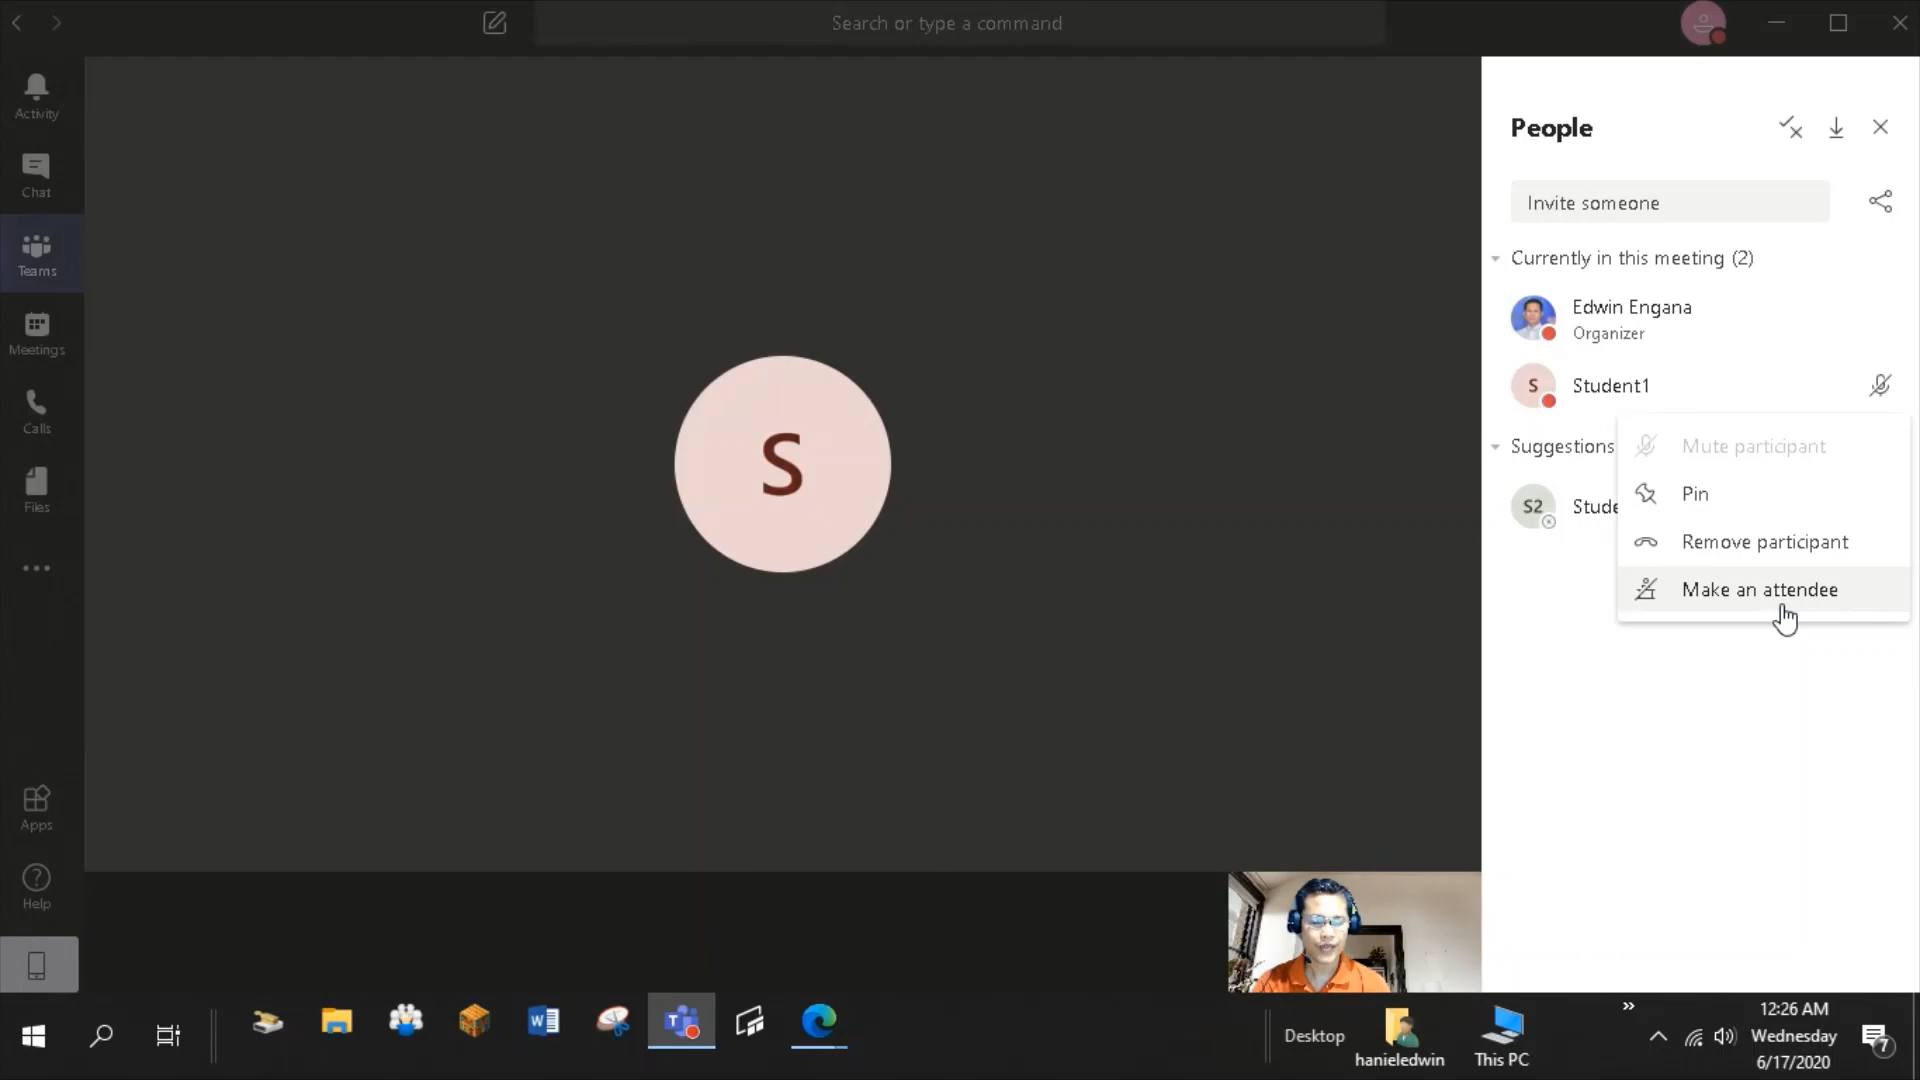 Search or type a command
Activity
Chat
Teams
Meetings
Calls
Files
Apps
Help
S
People
Invite someone
Currently in this meeting (2)
Edwin Engana
Organizer
S
Student1
Suggestions
S2
Stude
Mute participant
Pin
Remove participant
Make an attendee
Desktop
hanieledwin
This PC
12:26 AM
Wednesday
6/17/2020
7